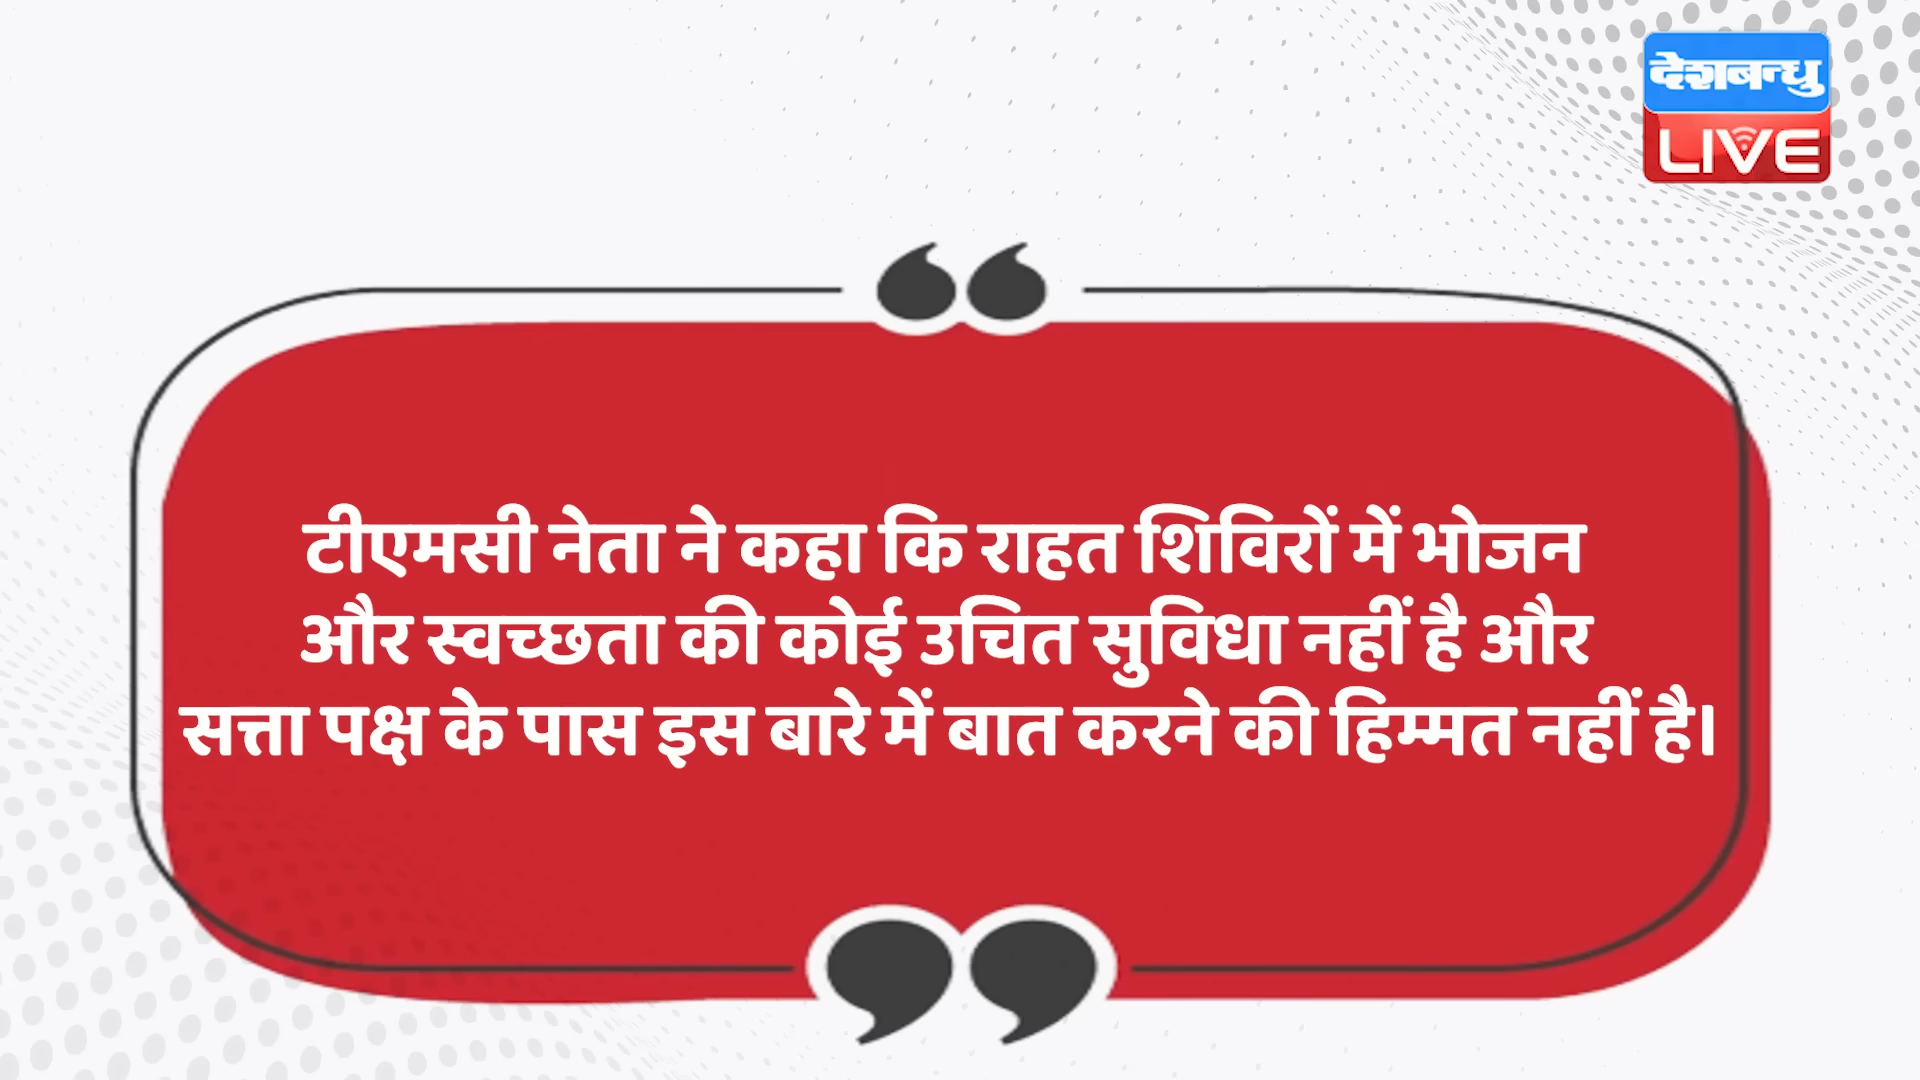 देशबन्धु
LIVE
टीएमसी नेता ने कहा कि राहत शिविरों में भोजन
और स्वच्छता की कोई उचित सुविधा नहीं है और
सत्ता पक्ष के पास इस बारे में बात करने की हिम्मत नहीं है।